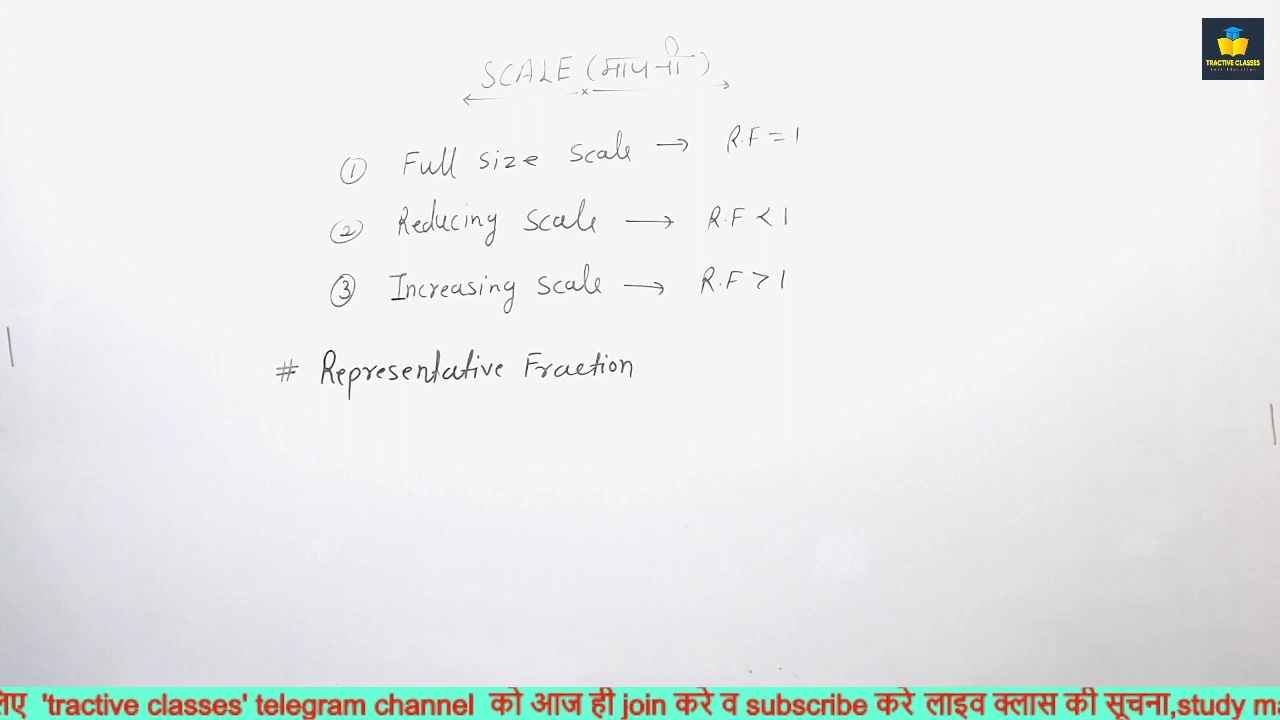 SCALE (मापनी)
① Full size scale → R.F = 1
② Reducing scale → R.F < 1
③ Increasing scale → R.F > 1
# Representative Fraction
TRACTIVE CLASSES
'tractive classes' telegram channel को आज ही join करे व subscribe करे लाइव क्लास की सूचना,study